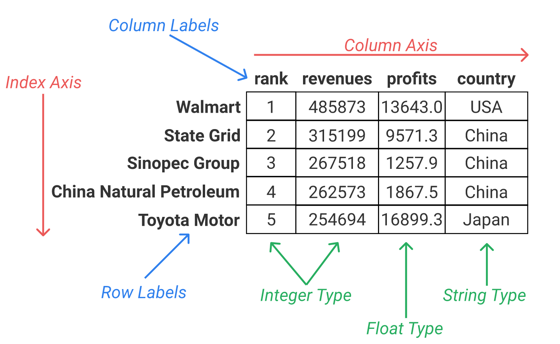 Column Labels
Column Axis
Index Axis
rank revenues profits country
Walmart 1 485873 13643.0 USA
State Grid 2 315199 9571.3 China
Sinopec Group 3 267518 1257.9 China
China Natural Petroleum 4 262573 1867.5 China
Toyota Motor 5 254694 16899.3 Japan
Row Labels Integer Type String Type
Float Type